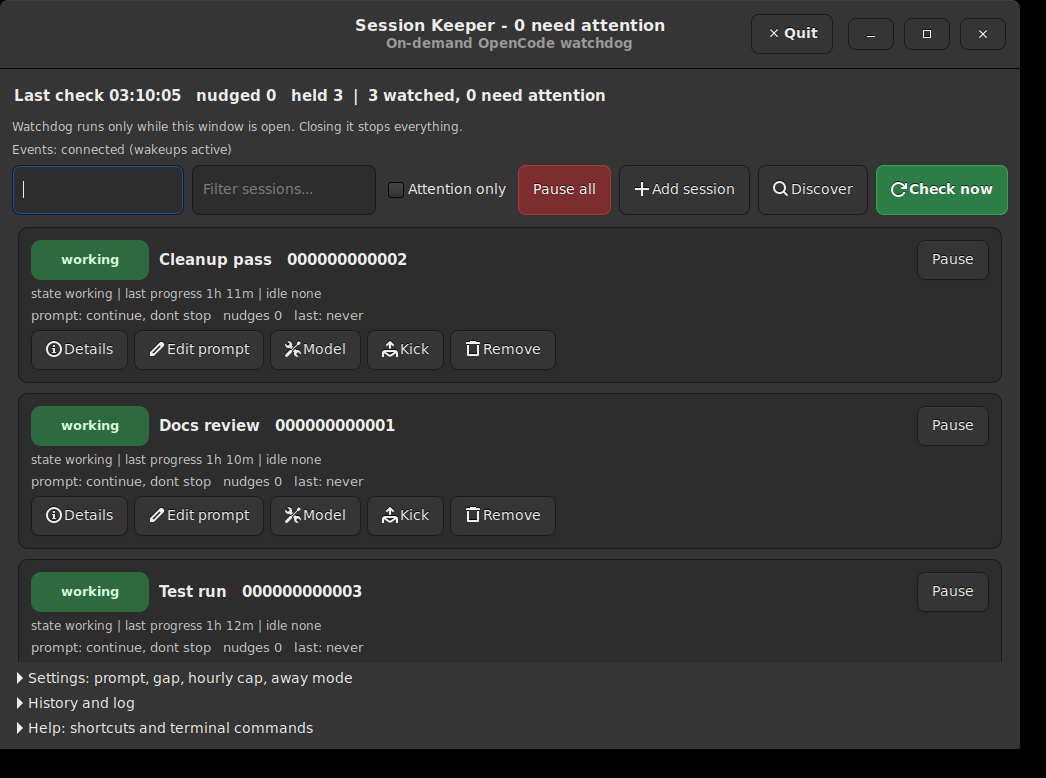 Session Keeper - 0 need attention
On-demand OpenCode watchdog
× Quit
Last check 03:10:05 nudged 0 held 3 | 3 watched, 0 need attention
Watchdog runs only while this window is open. Closing it stops everything.
Events: connected (wakeups active)
Filter sessions... Attention only Pause all Add session Discover Check now
working Cleanup pass 000000000002 Pause
state working | last progress 1h 11m | idle none
prompt: continue, dont stop nudges 0 last: never
Details Edit prompt Model Kick Remove
working Docs review 000000000001 Pause
state working | last progress 1h 10m | idle none
prompt: continue, dont stop nudges 0 last: never
Details Edit prompt Model Kick Remove
working Test run 000000000003 Pause
state working | last progress 1h 12m | idle none
prompt: continue, dont stop nudges 0 last: never
Settings: prompt, gap, hourly cap, away mode
History and log
Help: shortcuts and terminal commands